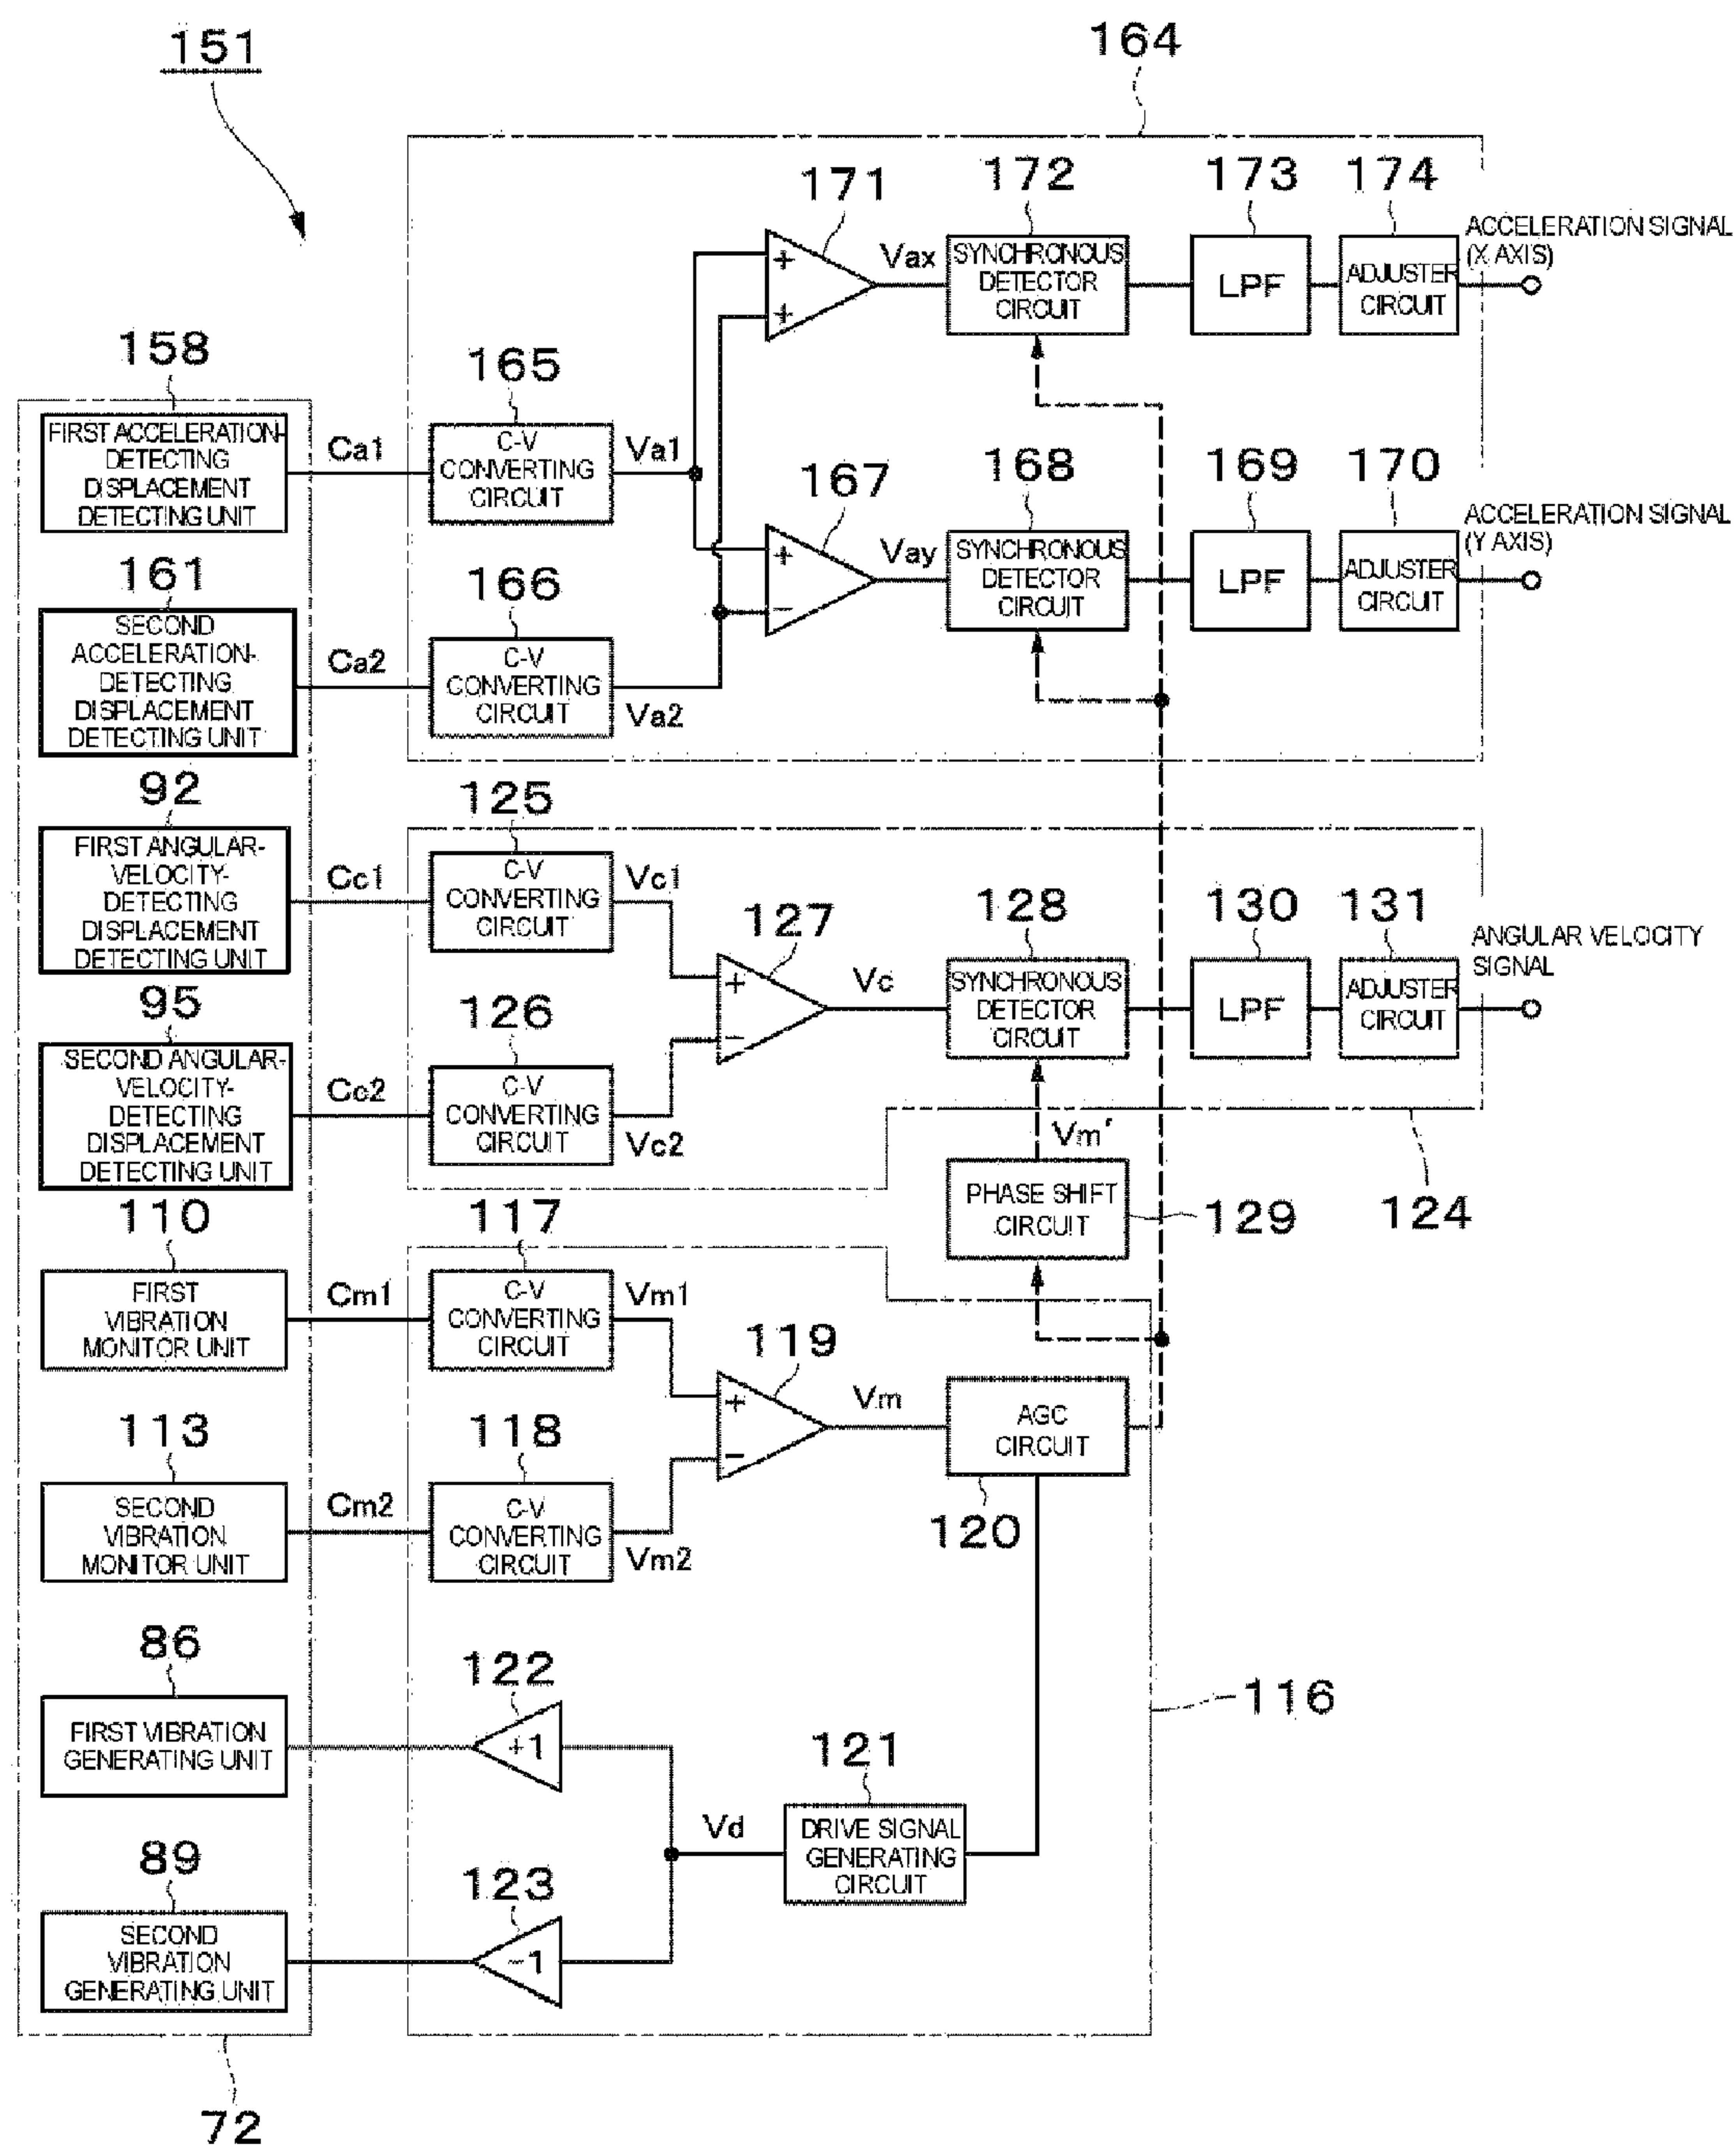 151
164
171
172
173
174
Vax
SYNCHRONOUS
DETECTOR
CIRCUIT
LPF
ADJUSTER
CIRCUIT
ACCELERATION SIGNAL
(X AXIS)
+
+
158
FIRST ACCELERATION-
DETECTING
DISPLACEMENT
DETECTING UNIT
Ca1
165
C-V
CONVERTING
CIRCUIT
Va1
167
168
169
170
Vay
SYNCHRONOUS
DETECTOR
CIRCUIT
LPF
ADJUSTER
CIRCUIT
ACCELERATION SIGNAL
(Y AXIS)
+
−
161
SECOND
ACCELERATION-
DETECTING
DISPLACEMENT
DETECTING UNIT
Ca2
166
C-V
CONVERTING
CIRCUIT
Va2
92
FIRST ANGULAR-
VELOCITY-
DETECTING
DISPLACEMENT
DETECTING UNIT
Cc1
125
C-V
CONVERTING
CIRCUIT
Vc1
127
+
−
Vc
128
SYNCHRONOUS
DETECTOR
CIRCUIT
130
LPF
131
ADJUSTER
CIRCUIT
ANGULAR VELOCITY
SIGNAL
95
SECOND ANGULAR-
VELOCITY-
DETECTING
DISPLACEMENT
DETECTING UNIT
Cc2
126
C-V
CONVERTING
CIRCUIT
Vc2
Vm'
PHASE SHIFT
CIRCUIT
129
124
110
FIRST
VIBRATION
MONITOR UNIT
Cm1
117
C-V
CONVERTING
CIRCUIT
Vm1
119
+
−
Vm
AGC
CIRCUIT
120
113
SECOND
VIBRATION
MONITOR UNIT
Cm2
118
C-V
CONVERTING
CIRCUIT
Vm2
86
FIRST VIBRATION
GENERATING UNIT
122
+1
116
121
Vd
DRIVE SIGNAL
GENERATING
CIRCUIT
89
SECOND
VIBRATION
GENERATING UNIT
123
−1
72